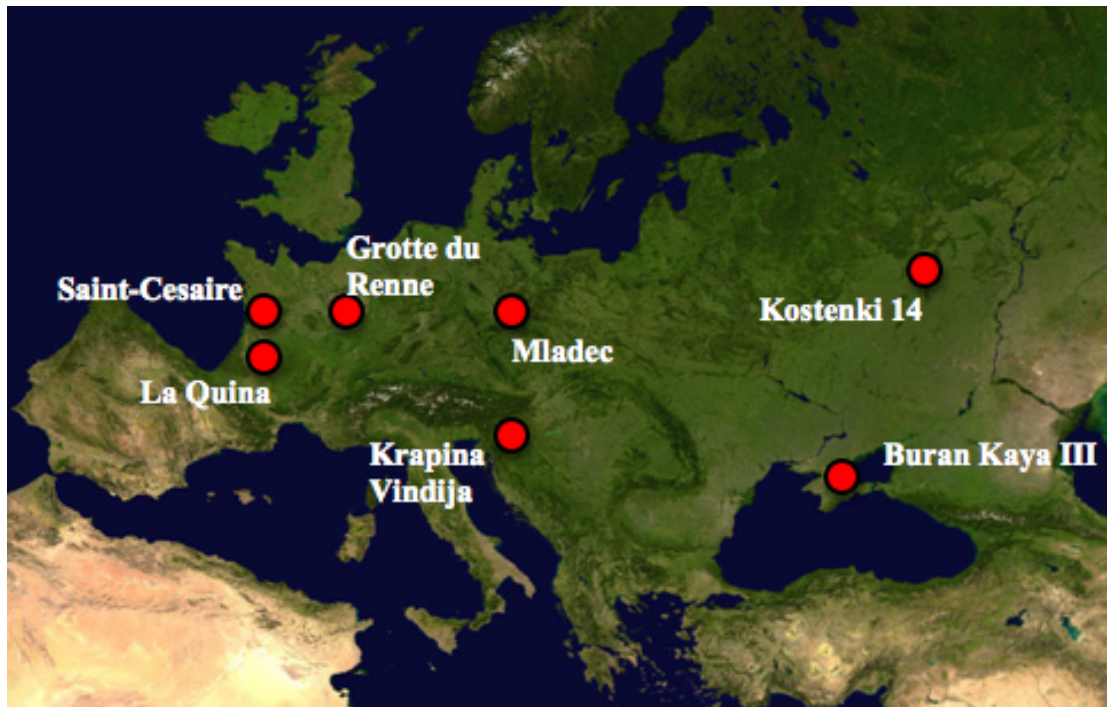 Grotte du
Renne
Saint-Cesaire
Kostenki 14
Mladec
La Quina
Krapina
Vindija
Buran Kaya III